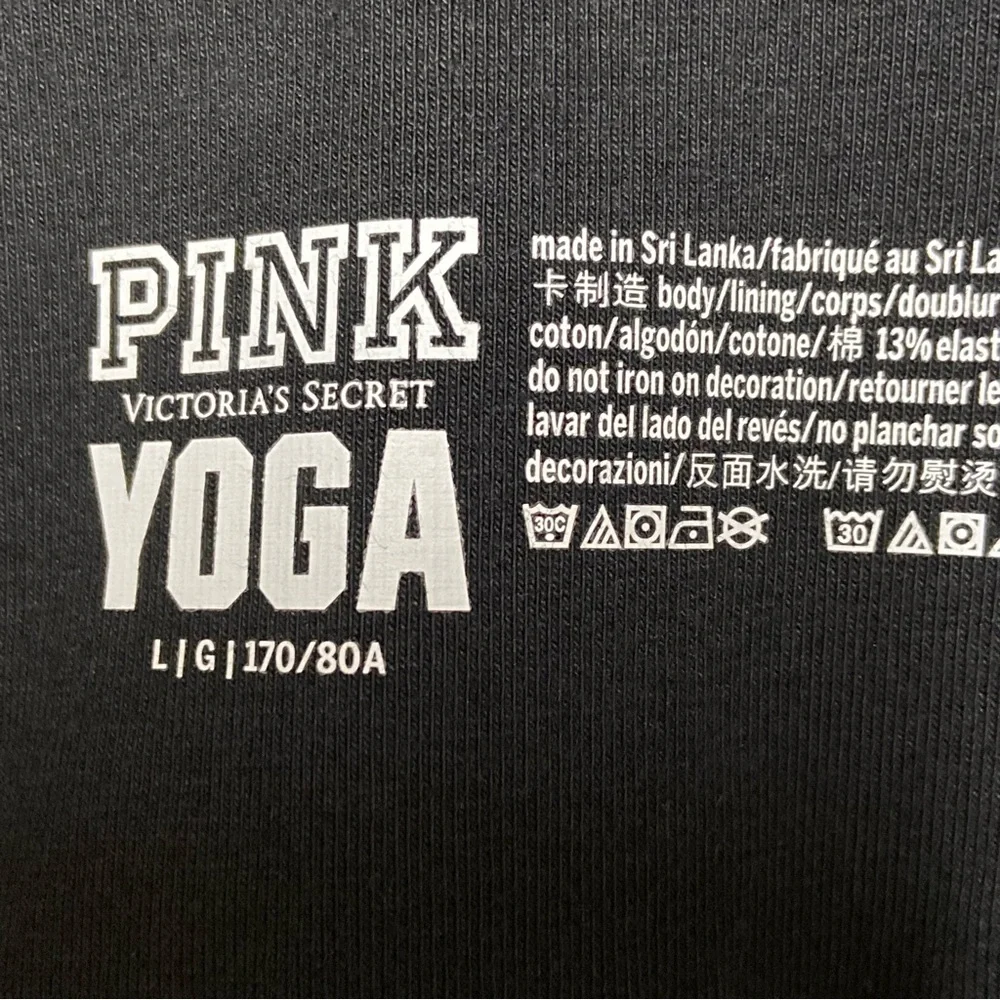 PINK
VICTORIA'S SECRET
YOGA
L | G | 170/80A
made in Sri Lanka/fabriqué au Sri La
卡制造 body/lining/corps/doublur
coton/algodón/cotone/棉 13% elast
do not iron on decoration/retourner le
lavar del lado del revés/no planchar so
decorazioni/反面水洗/请勿熨烫
30C 30